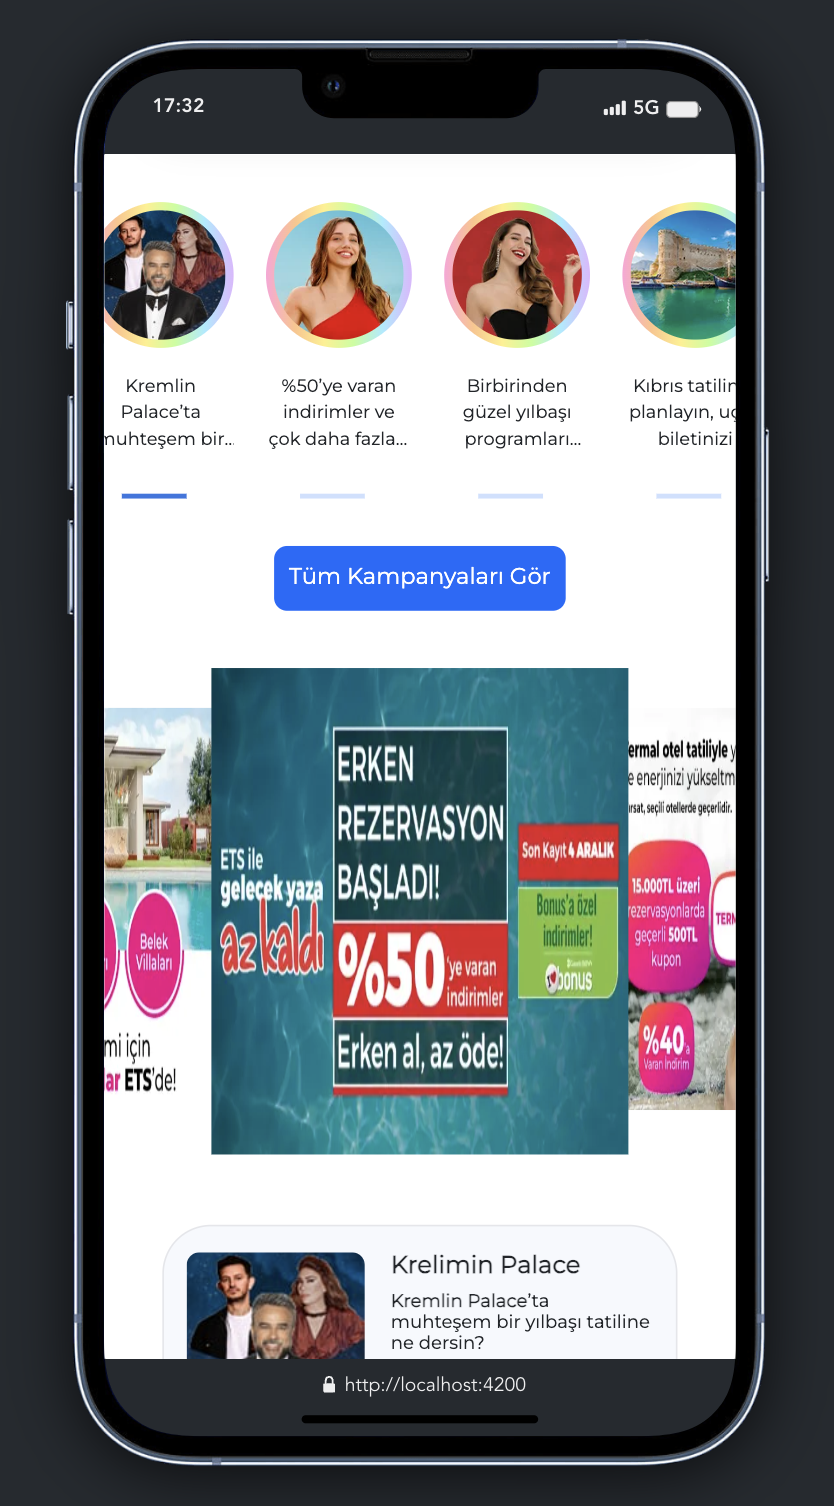 17:32
5G
Kremlin
Palace'ta
muhteşem bir...
%50'ye varan
indirimler ve
çok daha fazla...
Birbirinden
güzel yılbaşı
programları...
Kıbrıs tatilin
planlayın, uç
biletinizi
Tüm Kampanyaları Gör
Belek
Villaları
mi için
ar ETS'de!
ETS ile
gelecek yaza
az kaldı
ERKEN
REZERVASYON
BAŞLADI!
%50 'ye varan
indirimler
Erken al, az öde!
Son Kayıt 4 ARALIK
Bonus'a özel
indirimler!
bonus
ermal otel tatiliyle y
e enerjinizi yükseltm
ırsat, seçili otellerde geçerlidir.
15.000TL üzeri
rezervasyonlarda
geçerli 500TL
kupon
TERM
%40'a
Varan İndirim
Krelimin Palace
Kremlin Palace'ta
muhteşem bir yılbaşı tatiline
ne dersin?
http://localhost:4200